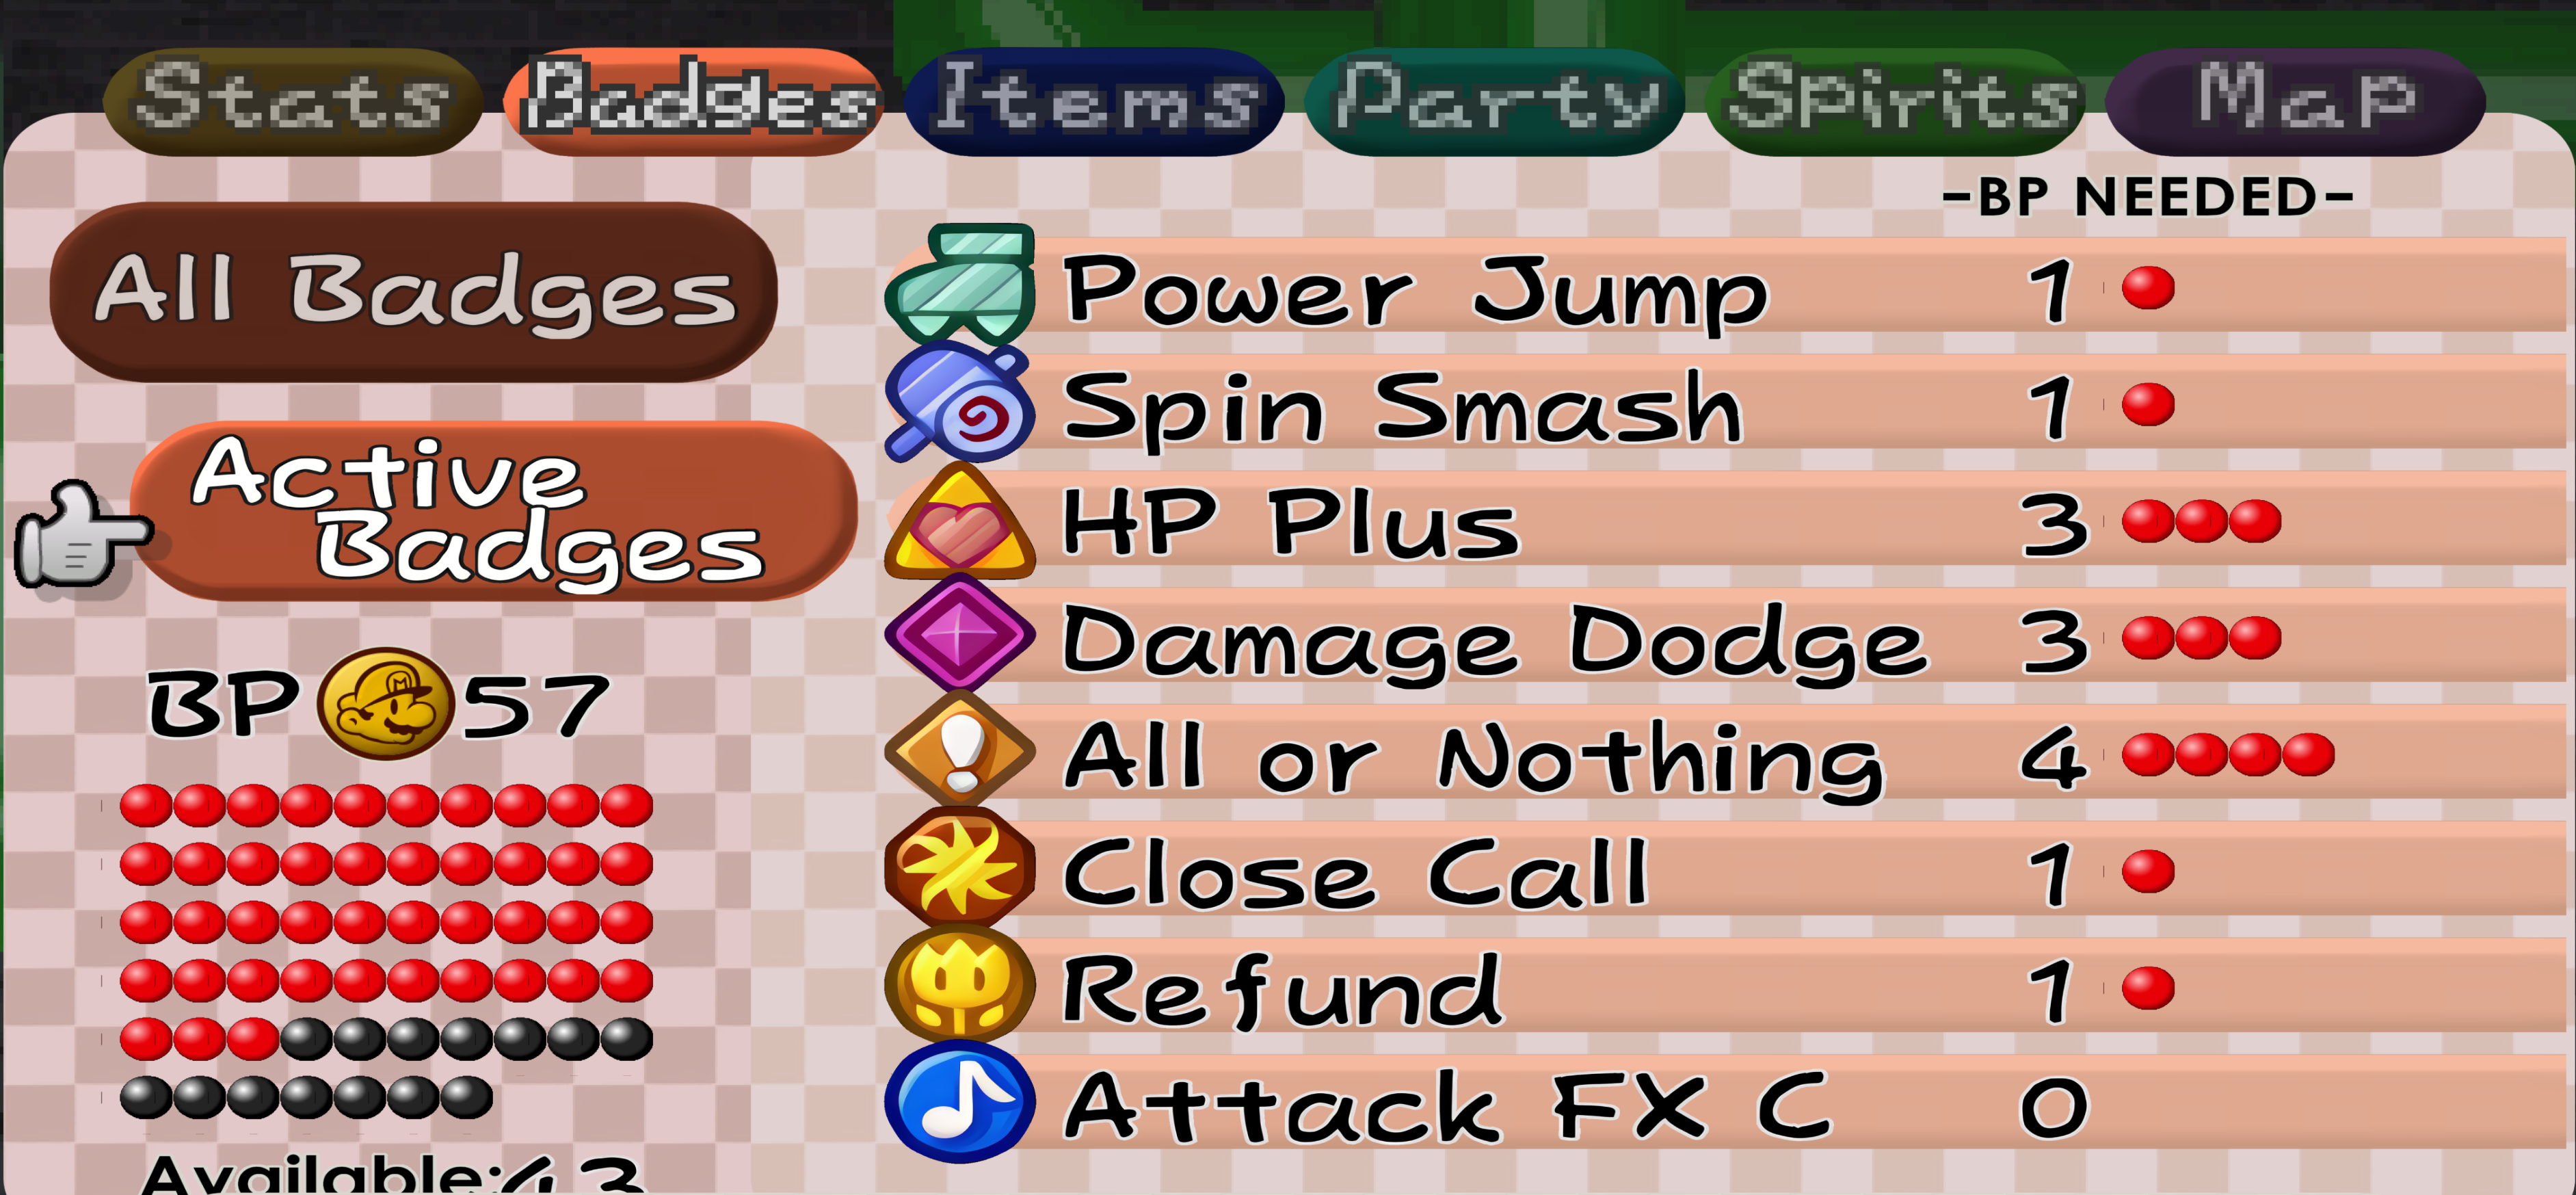 Stats Badges Items Party Spirits Map
-BP NEEDED-
All Badges
Active
Badges
BP 57
Available: 43
Power Jump 1
Spin Smash 1
HP Plus 3
Damage Dodge 3
All or Nothing 4
Close Call 1
Refund 1
Attack FX C 0